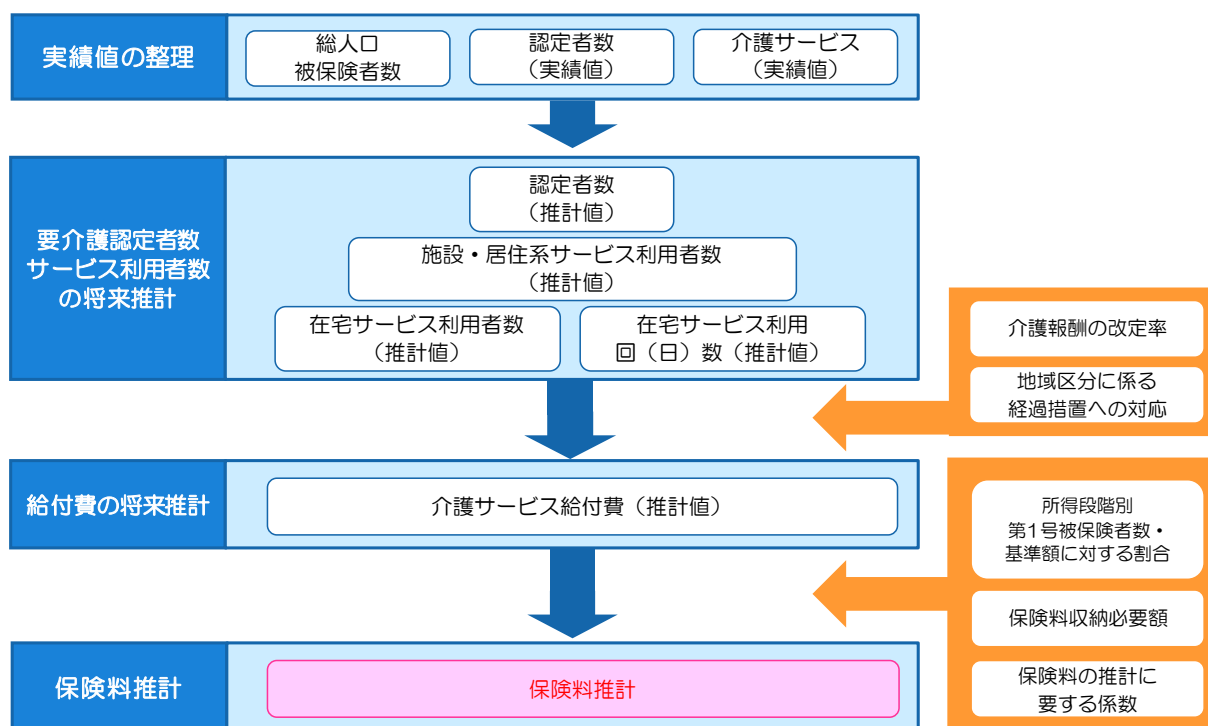 実績値の整理
総人口
被保険者数
認定者数
（実績値）
介護サービス
（実績値）
要介護認定者数
サービス利用者数
の将来推計
認定者数
（推計値）
施設・居住系サービス利用者数
（推計値）
在宅サービス利用者数
（推計値）
在宅サービス利用
回（日）数（推計値）
介護報酬の改定率
地域区分に係る
経過措置への対応
給付費の将来推計
介護サービス給付費（推計値）
所得段階別
第1号被保険者数・
基準額に対する割合
保険料収納必要額
保険料の推計に
要する係数
保険料推計
保険料推計